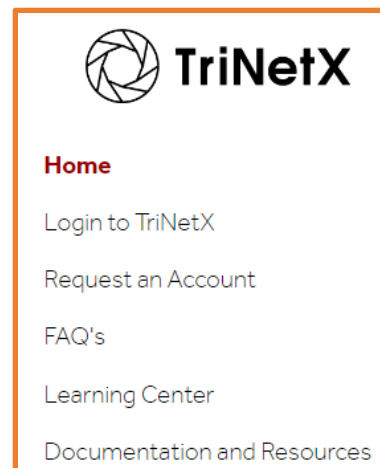 TriNetX
Home
Login to TriNetX
Request an Account
FAQ's
Learning Center
Documentation and Resources